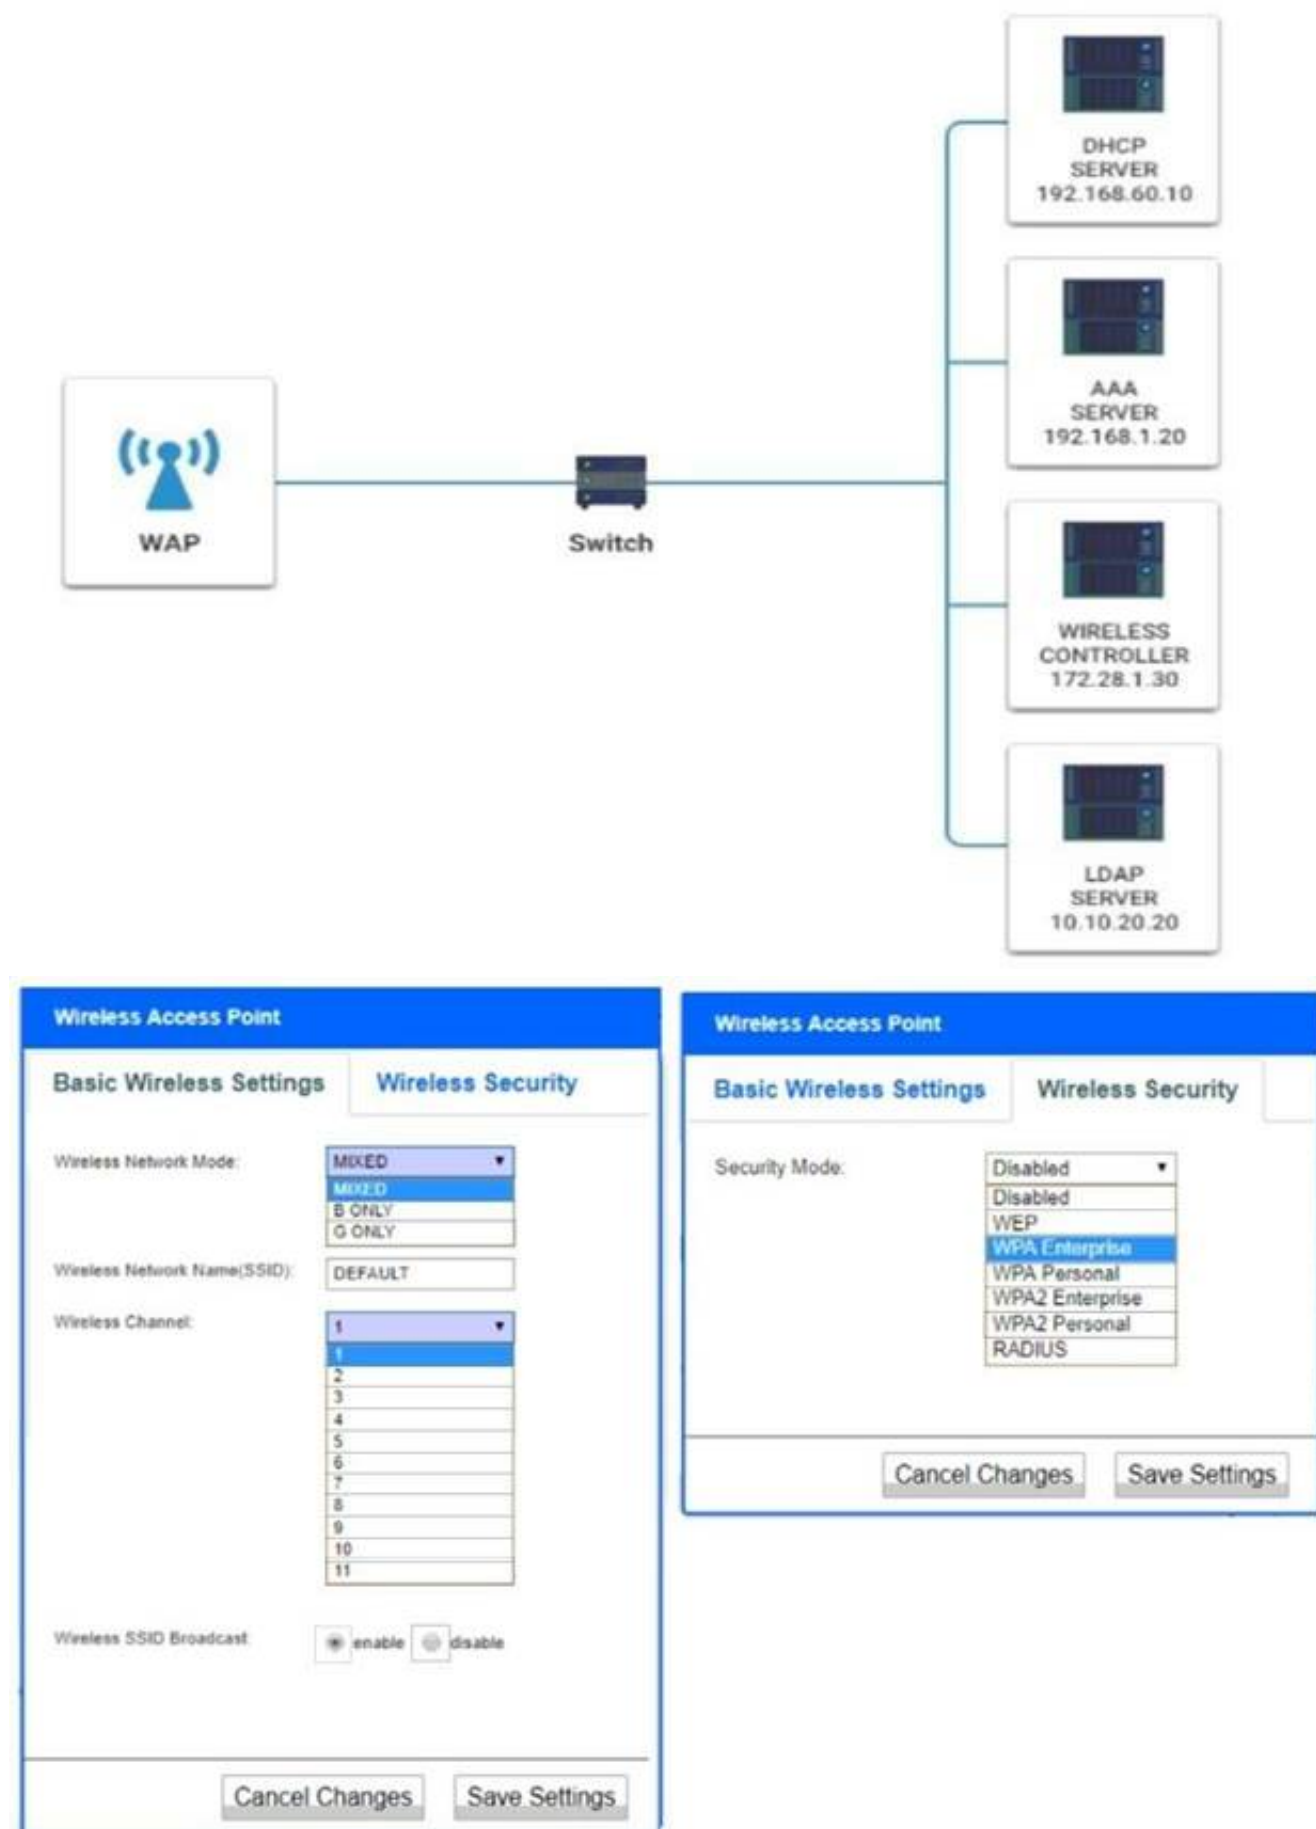 DHCP
SERVER
192.168.60.10
AAA
SERVER
192.168.1.20
WAP
Switch
WIRELESS
CONTROLLER
172.28.1.30
LDAP
SERVER
10.10.20.20
Wireless Access Point
Basic Wireless Settings Wireless Security
Wireless Network Mode: MIXED
MIXED
B ONLY
G ONLY
Wireless Network Name(SSID): DEFAULT
Wireless Channel: 1
1
2
3
4
5
6
7
8
9
10
11
Wireless SSID Broadcast enable disable
Cancel Changes Save Settings
Wireless Access Point
Basic Wireless Settings Wireless Security
Security Mode: Disabled
Disabled
WEP
WPA Enterprise
WPA Personal
WPA2 Enterprise
WPA2 Personal
RADIUS
Cancel Changes Save Settings